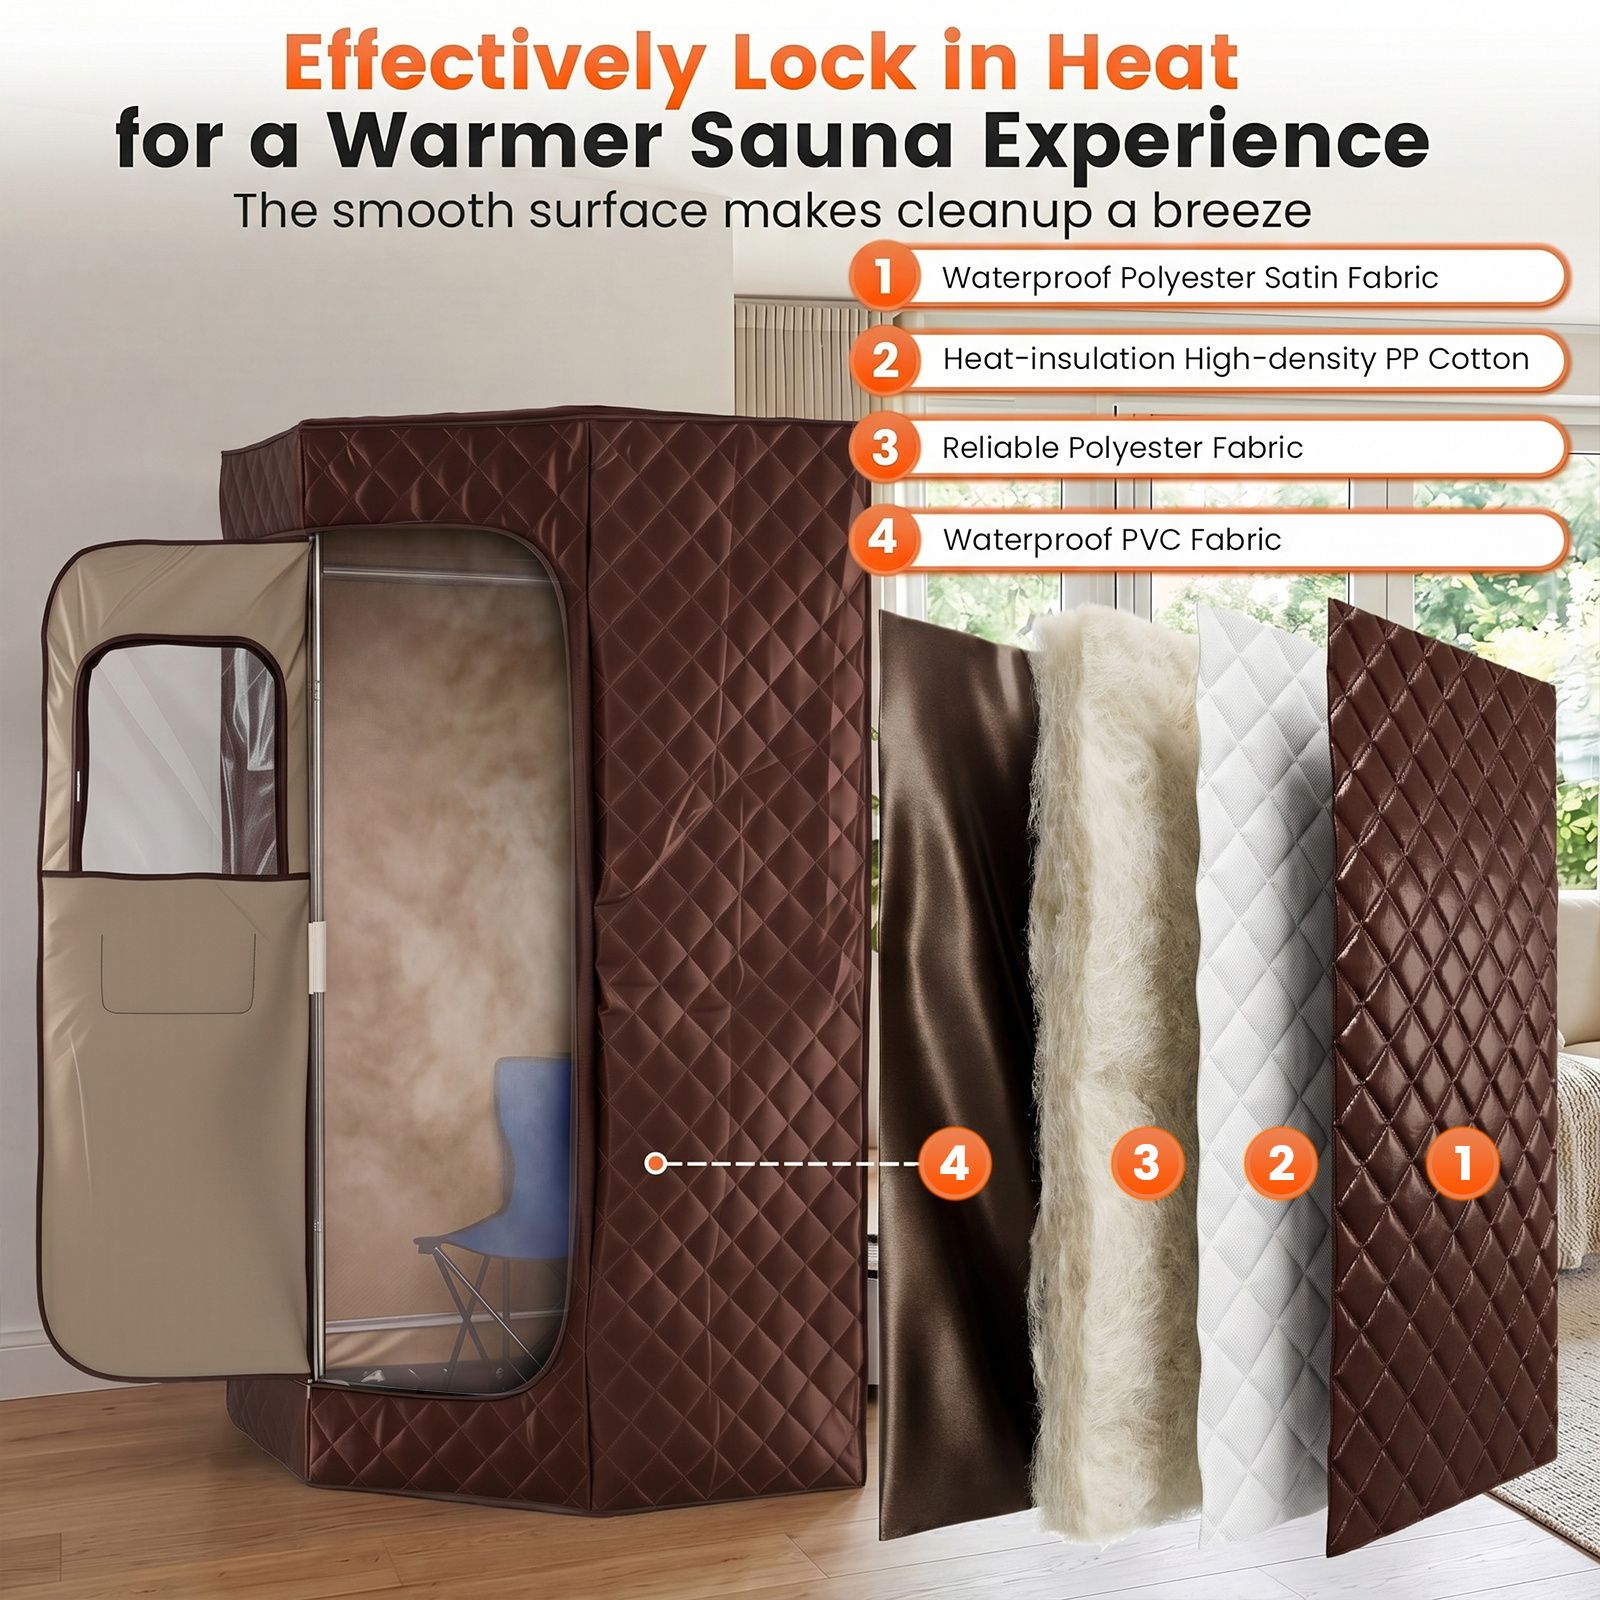 Effectively Lock in Heat
for a Warmer Sauna Experience
The smooth surface makes cleanup a breeze
1 Waterproof Polyester Satin Fabric
2 Heat-insulation High-density PP Cotton
3 Reliable Polyester Fabric
4 Waterproof PVC Fabric
4 3 2 1